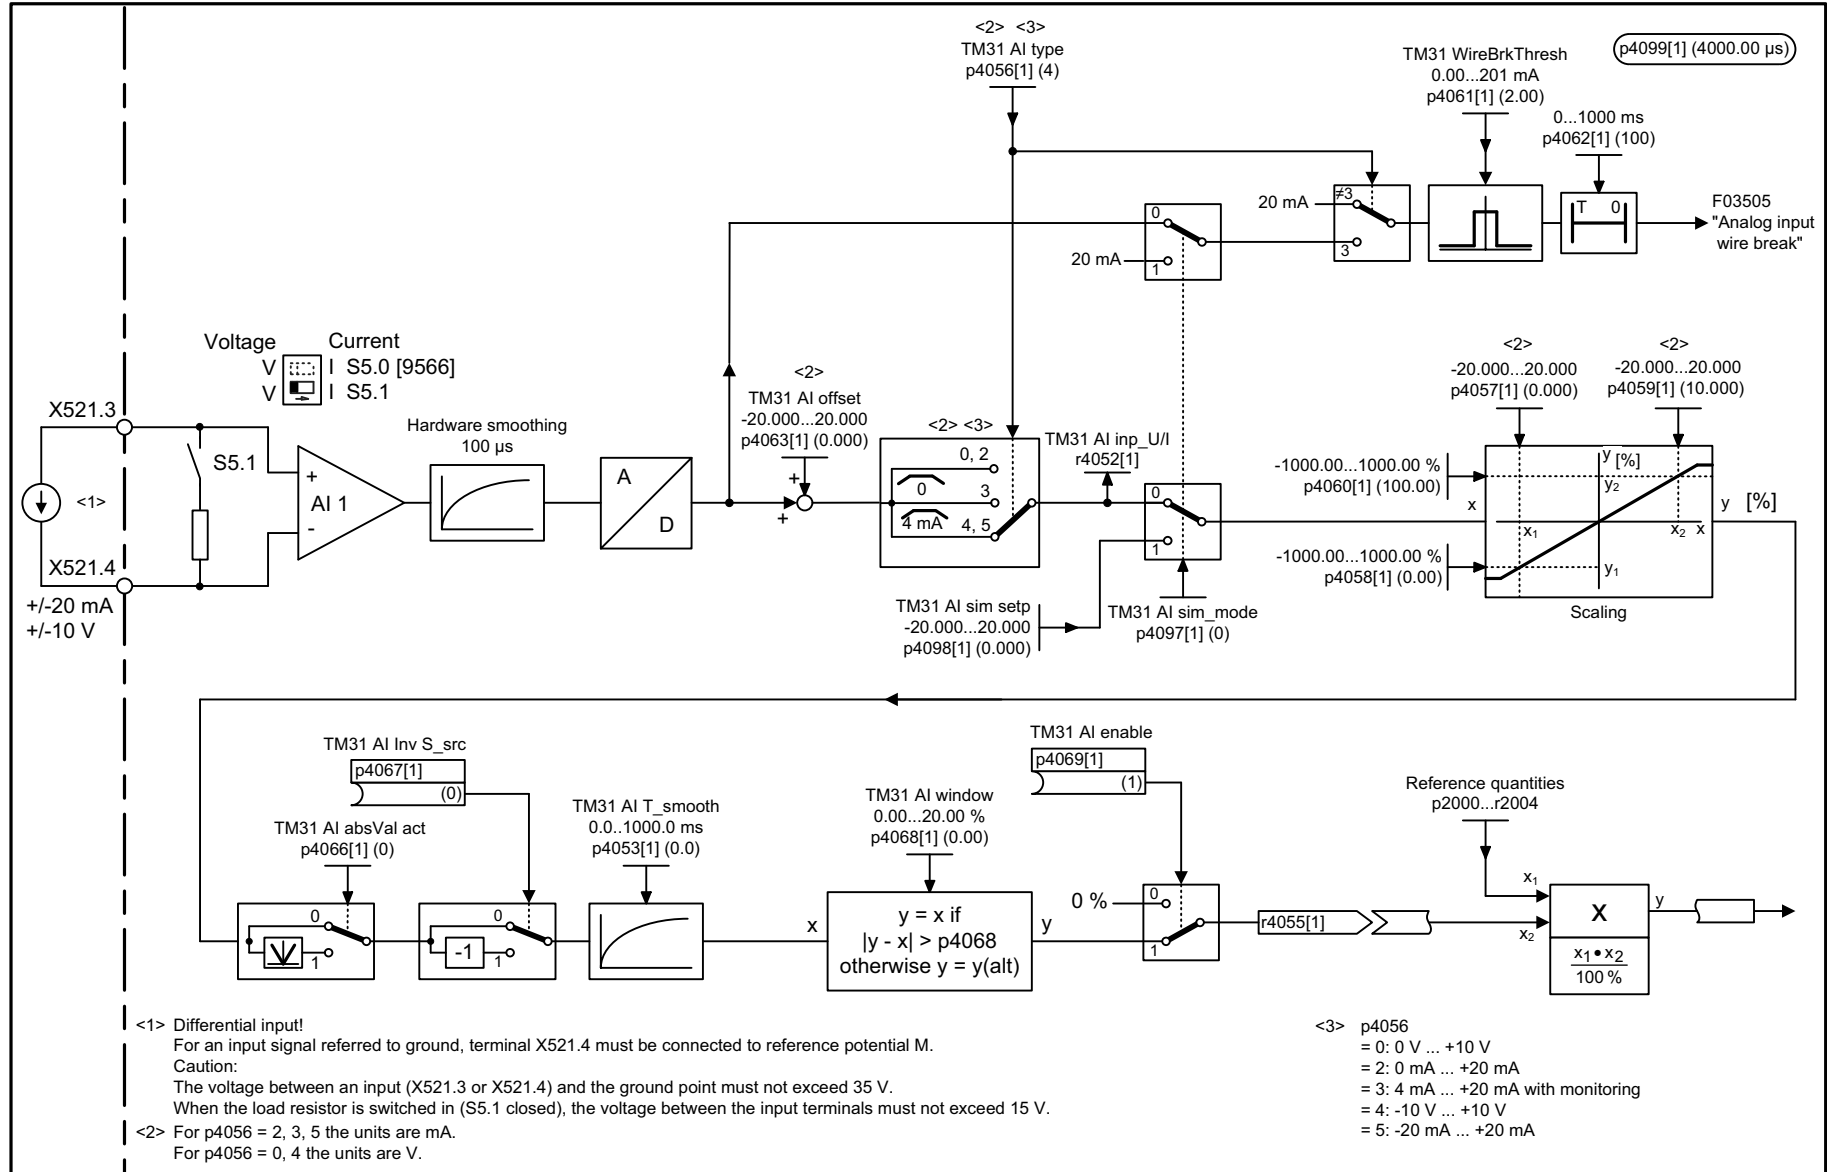 <2> <3>
TM31 AI type
p4056[1] (4)
p4099[1] (4000.00 µs)
TM31 WireBrkThresh
0.00...201 mA
p4061[1] (2.00)
0...1000 ms
p4062[1] (100)
0
20 mA
1
20 mA
≠3
3
T 0
F03505
"Analog input
wire break"
Voltage Current
V I S5.0 [9566]
V I S5.1
X521.3
X521.4
<1>
+/-20 mA
+/-10 V
S5.1
+
AI 1
-
Hardware smoothing
100 µs
A
D
<2>
TM31 AI offset
-20.000...20.000
p4063[1] (0.000)
+
+
<2> <3>
0, 2
0
3
4 mA
4, 5
TM31 AI inp_U/I
r4052[1]
0
1
TM31 AI sim setp
-20.000...20.000
p4098[1] (0.000)
TM31 AI sim_mode
p4097[1] (0)
<2>
-20.000...20.000
p4057[1] (0.000)
<2>
-20.000...20.000
p4059[1] (10.000)
-1000.00...1000.00 %
p4060[1] (100.00)
x
-1000.00...1000.00 %
p4058[1] (0.00)
y [%]
y2
x1
x2 x
y1
y [%]
Scaling
TM31 AI Inv S_src
p4067[1]
(0)
TM31 AI absVal act
p4066[1] (0)
0
1
0
-1
1
TM31 AI T_smooth
0.0..1000.0 ms
p4053[1] (0.0)
TM31 AI window
0.00...20.00 %
p4068[1] (0.00)
x
y = x if
|y - x| > p4068
otherwise y = y(alt)
y
TM31 AI enable
p4069[1]
(1)
0 %
0
1
r4055[1]
Reference quantities
p2000...r2004
x1
x2
X
x1•x2
100 %
y
<1> Differential input!
For an input signal referred to ground, terminal X521.4 must be connected to reference potential M.
Caution:
The voltage between an input (X521.3 or X521.4) and the ground point must not exceed 35 V.
When the load resistor is switched in (S5.1 closed), the voltage between the input terminals must not exceed 15 V.
<2> For p4056 = 2, 3, 5 the units are mA.
For p4056 = 0, 4 the units are V.
<3> p4056
= 0: 0 V ... +10 V
= 2: 0 mA ... +20 mA
= 3: 4 mA ... +20 mA with monitoring
= 4: -10 V ... +10 V
= 5: -20 mA ... +20 mA